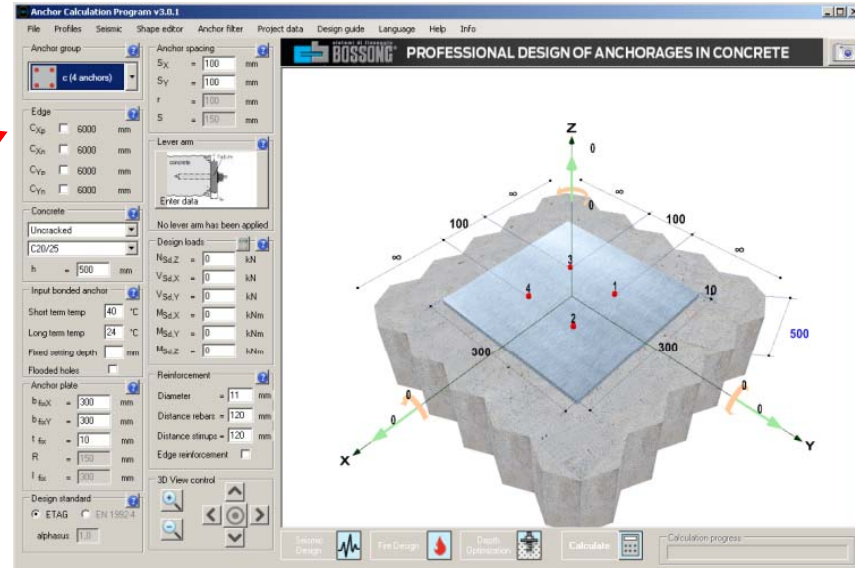 Anchor Calculation Program v3.0.1
File Profiles Seismic Shape editor Anchor filter Project data Design guide Language Help Info
Anchor group
c (4 anchors)
Edge
CXp 6000 mm
CXn 6000 mm
CYp 6000 mm
CYn 6000 mm
Concrete
Uncracked
C20/25
h = 500 mm
Input bonded anchor
Short term temp 40 °C
Long term temp 24 °C
Fixed setting depth mm
Flooded holes
Anchor plate
b fixX = 300 mm
b fixY = 300 mm
t fix = 10 mm
R = 150 mm
l fix = 300 mm
Design standard
ETAG EN 1992-4
alphasus 1,0
Anchor spacing
SX = 100 mm
SY = 100 mm
r = 100 mm
S = 150 mm
Lever arm
concrete
Enter data
No lever arm has been applied
Design loads
NSd,Z = 0 kN
VSd,X = 0 kN
VSd,Y = 0 kN
MSd,X = 0 kNm
MSd,Y = 0 kNm
MSd,Z = 0 kNm
Reinforcement
Diameter = 11 mm
Distance rebars = 120 mm
Distance stirrups = 120 mm
Edge reinforcement
3D View control
sistemi di fissaggio
BOSSONG® PROFESSIONAL DESIGN OF ANCHORAGES IN CONCRETE
Z
0
0
∞ ∞
100 100
∞ ∞
3
4 1
10
2
500
300 300
0 0
0 0
X Y
Seismic Design
Fire Design
Depth Optimization
Calculate
Calculation progress